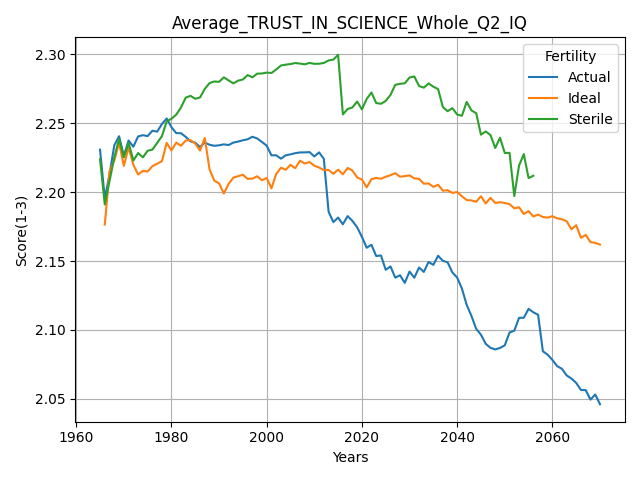 Average_TRUST_IN_SCIENCE_Whole_Q2_IQ
Fertility
Actual
Ideal
Sterile
Score(1-3)
2.30
2.25
2.20
2.15
2.10
2.05
1960
1980
2000
2020
2040
2060
Years